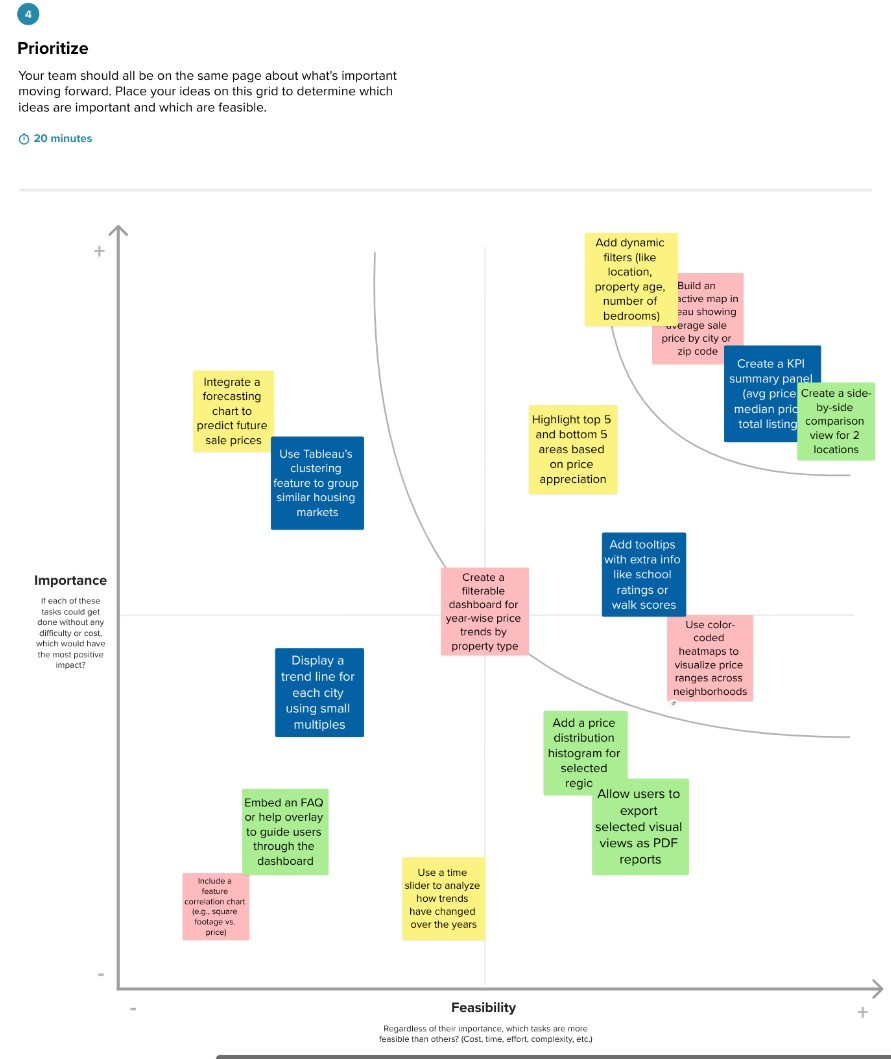 4
Prioritize
Your team should all be on the same page about what's important
moving forward. Place your ideas on this grid to determine which
ideas are important and which are feasible.
20 minutes
+
Add dynamic
filters (like
location,
property age,
number of
bedrooms)
Build an
active map in
eau showing
average sale
price by city or
zip code
Create a KPI
summary panel
(avg price
median pric
total listing
Create a side-
by-side
comparison
view for 2
locations
Integrate a
forecasting
chart to
predict future
sale prices
Use Tableau's
clustering
feature to group
similar housing
markets
Highlight top 5
and bottom 5
areas based
on price
appreciation
Add tooltips
with extra info
like school
ratings or
walk scores
Create a
filterable
dashboard for
year-wise price
trends by
property type
Use color-
coded
heatmaps to
visualize price
ranges across
neighborhoods
Importance
If each of these
tasks could get
done without any
difficulty or cost,
which would have
the most positive
impact?
Display a
trend line for
each city
using small
multiples
Add a price
distribution
histogram for
selected
regio
Allow users to
export
selected visual
views as PDF
reports
Embed an FAQ
or help overlay
to guide users
through the
dashboard
Include a
feature
correlation chart
(e.g., square
footage vs.
price)
Use a time
slider to analyze
how trends
have changed
over the years
-
-
Feasibility
+
Regardless of their importance, which tasks are more
feasible than others? (Cost, time, effort, complexity, etc.)